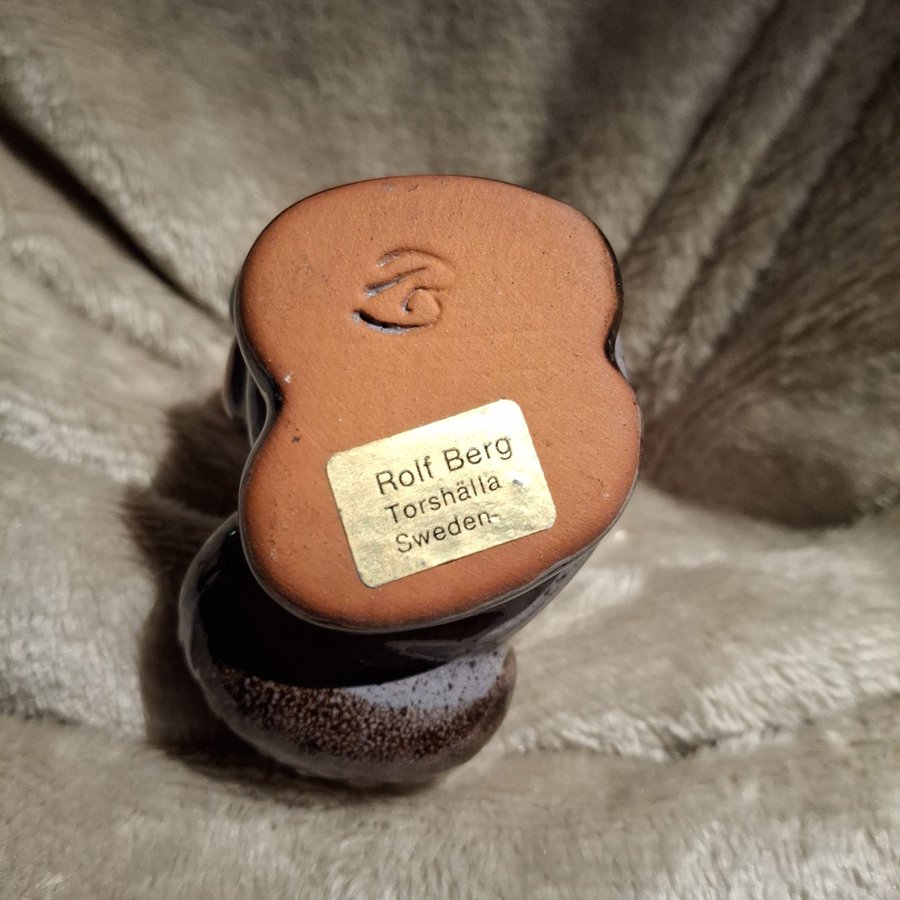 Rolf Berg
Torshälla
Sweden-